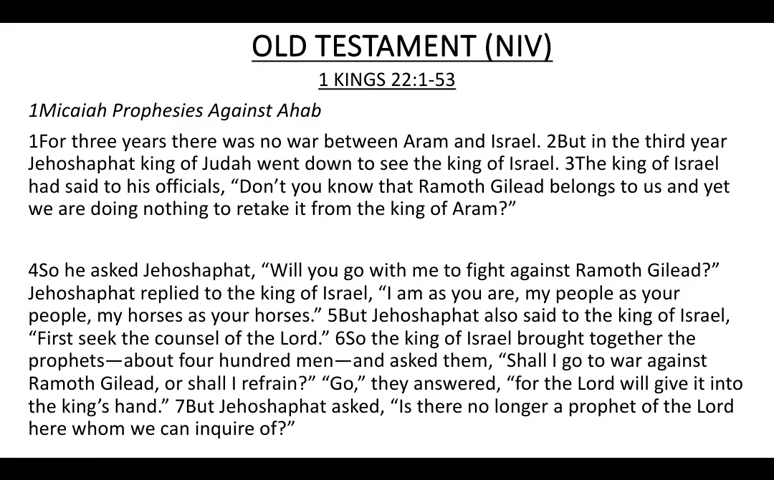 OLD TESTAMENT (NIV)
1 KINGS 22:1-53
1Micaiah Prophesies Against Ahab
1For three years there was no war between Aram and Israel. 2But in the third year
Jehoshaphat king of Judah went down to see the king of Israel. 3The king of Israel
had said to his officials, “Don’t you know that Ramoth Gilead belongs to us and yet
we are doing nothing to retake it from the king of Aram?”
4So he asked Jehoshaphat, “Will you go with me to fight against Ramoth Gilead?”
Jehoshaphat replied to the king of Israel, “I am as you are, my people as your
people, my horses as your horses.” 5But Jehoshaphat also said to the king of Israel,
“First seek the counsel of the Lord.” 6So the king of Israel brought together the
prophets—about four hundred men—and asked them, “Shall I go to war against
Ramoth Gilead, or shall I refrain?” “Go,” they answered, “for the Lord will give it into
the king’s hand.” 7But Jehoshaphat asked, “Is there no longer a prophet of the Lord
here whom we can inquire of?”